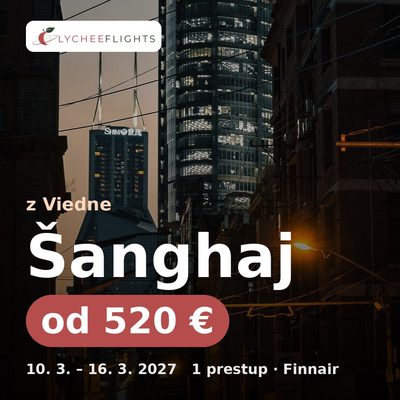 LYCHEEFLIGHTS
z Viedne
Šanghaj
od 520 €
10. 3. – 16. 3. 2027 1 prestup · Finnair